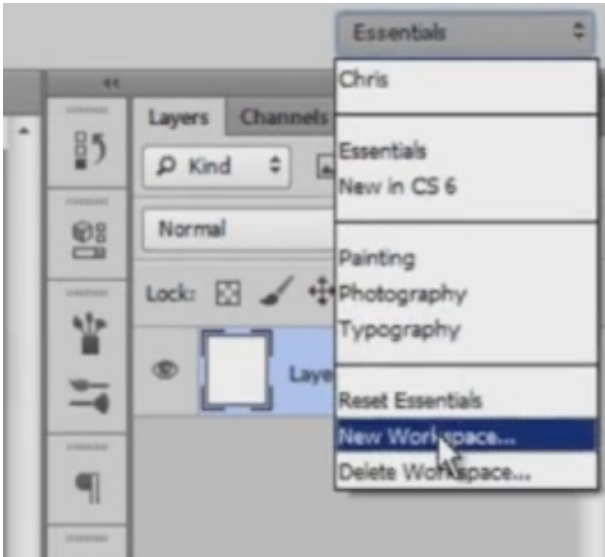 Essentials
Chris
Layers Channels
Essentials
Kind
New in CS 6
Normal
Painting
Lock:
Photography
Typography
Laye
Reset Essentials
New Workspace...
Delete Workspace...